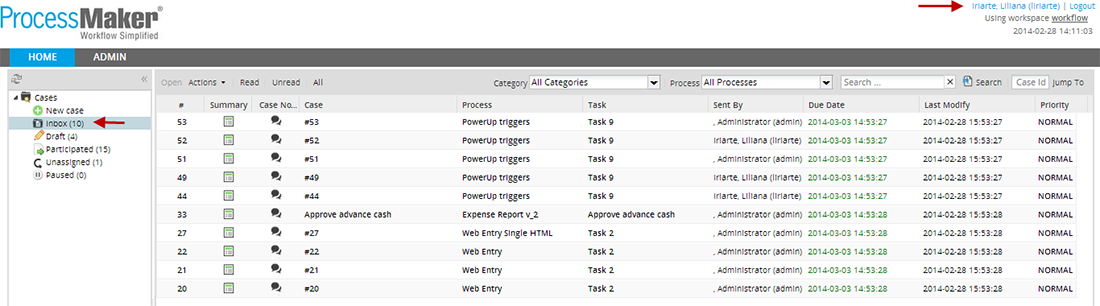 ProcessMaker®
Workflow Simplified
Iriarte, Liliana (liriarte) | Logout
Using workspace workflow
2014-02-28 14:11:03
HOME ADMIN
Cases
New case
Inbox (10)
Draft (4)
Participated (15)
Unassigned (1)
Paused (0)
Open Actions Read Unread All Category All Categories Process All Processes Search ... Search Case Id Jump To
# Summary Case No... Case Process Task Sent By Due Date Last Modify Priority
53 #53 PowerUp triggers Task 9 , Administrator (admin) 2014-03-03 14:53:27 2014-02-28 15:53:27 NORMAL
52 #52 PowerUp triggers Task 9 Iriarte, Liliana (liriarte) 2014-03-03 14:53:27 2014-02-28 15:53:27 NORMAL
51 #51 PowerUp triggers Task 9 , Administrator (admin) 2014-03-03 14:53:27 2014-02-28 15:53:27 NORMAL
49 #49 PowerUp triggers Task 9 Iriarte, Liliana (liriarte) 2014-03-03 14:53:27 2014-02-28 15:53:27 NORMAL
44 #44 PowerUp triggers Task 9 Iriarte, Liliana (liriarte) 2014-03-03 14:53:27 2014-02-28 15:53:27 NORMAL
33 Approve advance cash Expense Report v_2 Approve advance cash , Administrator (admin) 2014-03-03 14:53:28 2014-02-28 15:53:28 NORMAL
27 #27 Web Entry Single HTML Task 2 , Administrator (admin) 2014-03-03 14:53:28 2014-02-28 15:53:28 NORMAL
22 #22 Web Entry Task 2 , Administrator (admin) 2014-03-03 14:53:28 2014-02-28 15:53:28 NORMAL
21 #21 Web Entry Task 2 , Administrator (admin) 2014-03-03 14:53:28 2014-02-28 15:53:28 NORMAL
20 #20 Web Entry Task 2 , Administrator (admin) 2014-03-03 14:53:28 2014-02-28 15:53:28 NORMAL